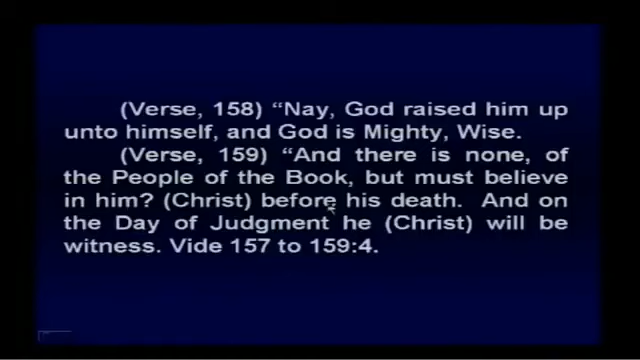 (Verse, 158) “Nay, God raised him up
unto himself, and God is Mighty, Wise.
(Verse, 159) “And there is none, of
the People of the Book, but must believe
in him? (Christ) before his death. And on
the Day of Judgment he (Christ) will be
witness. Vide 157 to 159:4.